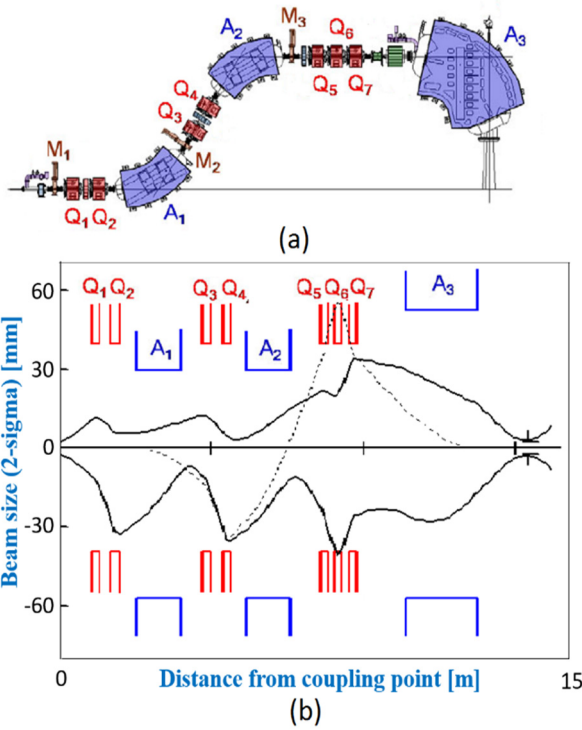 M₃ Q₆
A₂ A₃
Q₄ Q₅ Q₇
Q₃
M₁ M₂
Q₁ Q₂ A₁
(a)
60
Q₁ Q₂ Q₃ Q₄ Q₅ Q₆ Q₇ A₃
A₁ A₂
30
0
-30
-60
Beam size (2-sigma) [mm]
0 Distance from coupling point [m] 15
(b)